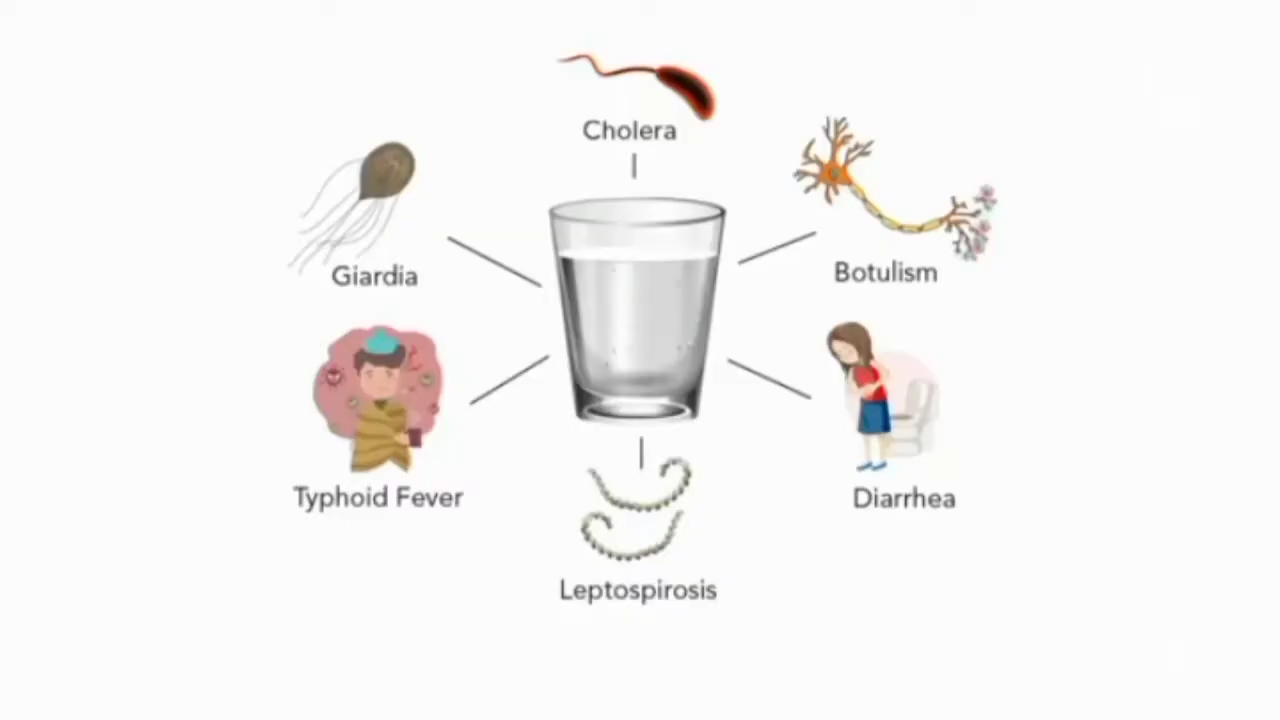 Cholera
Giardia
Botulism
Typhoid Fever
Diarrhea
Leptospirosis